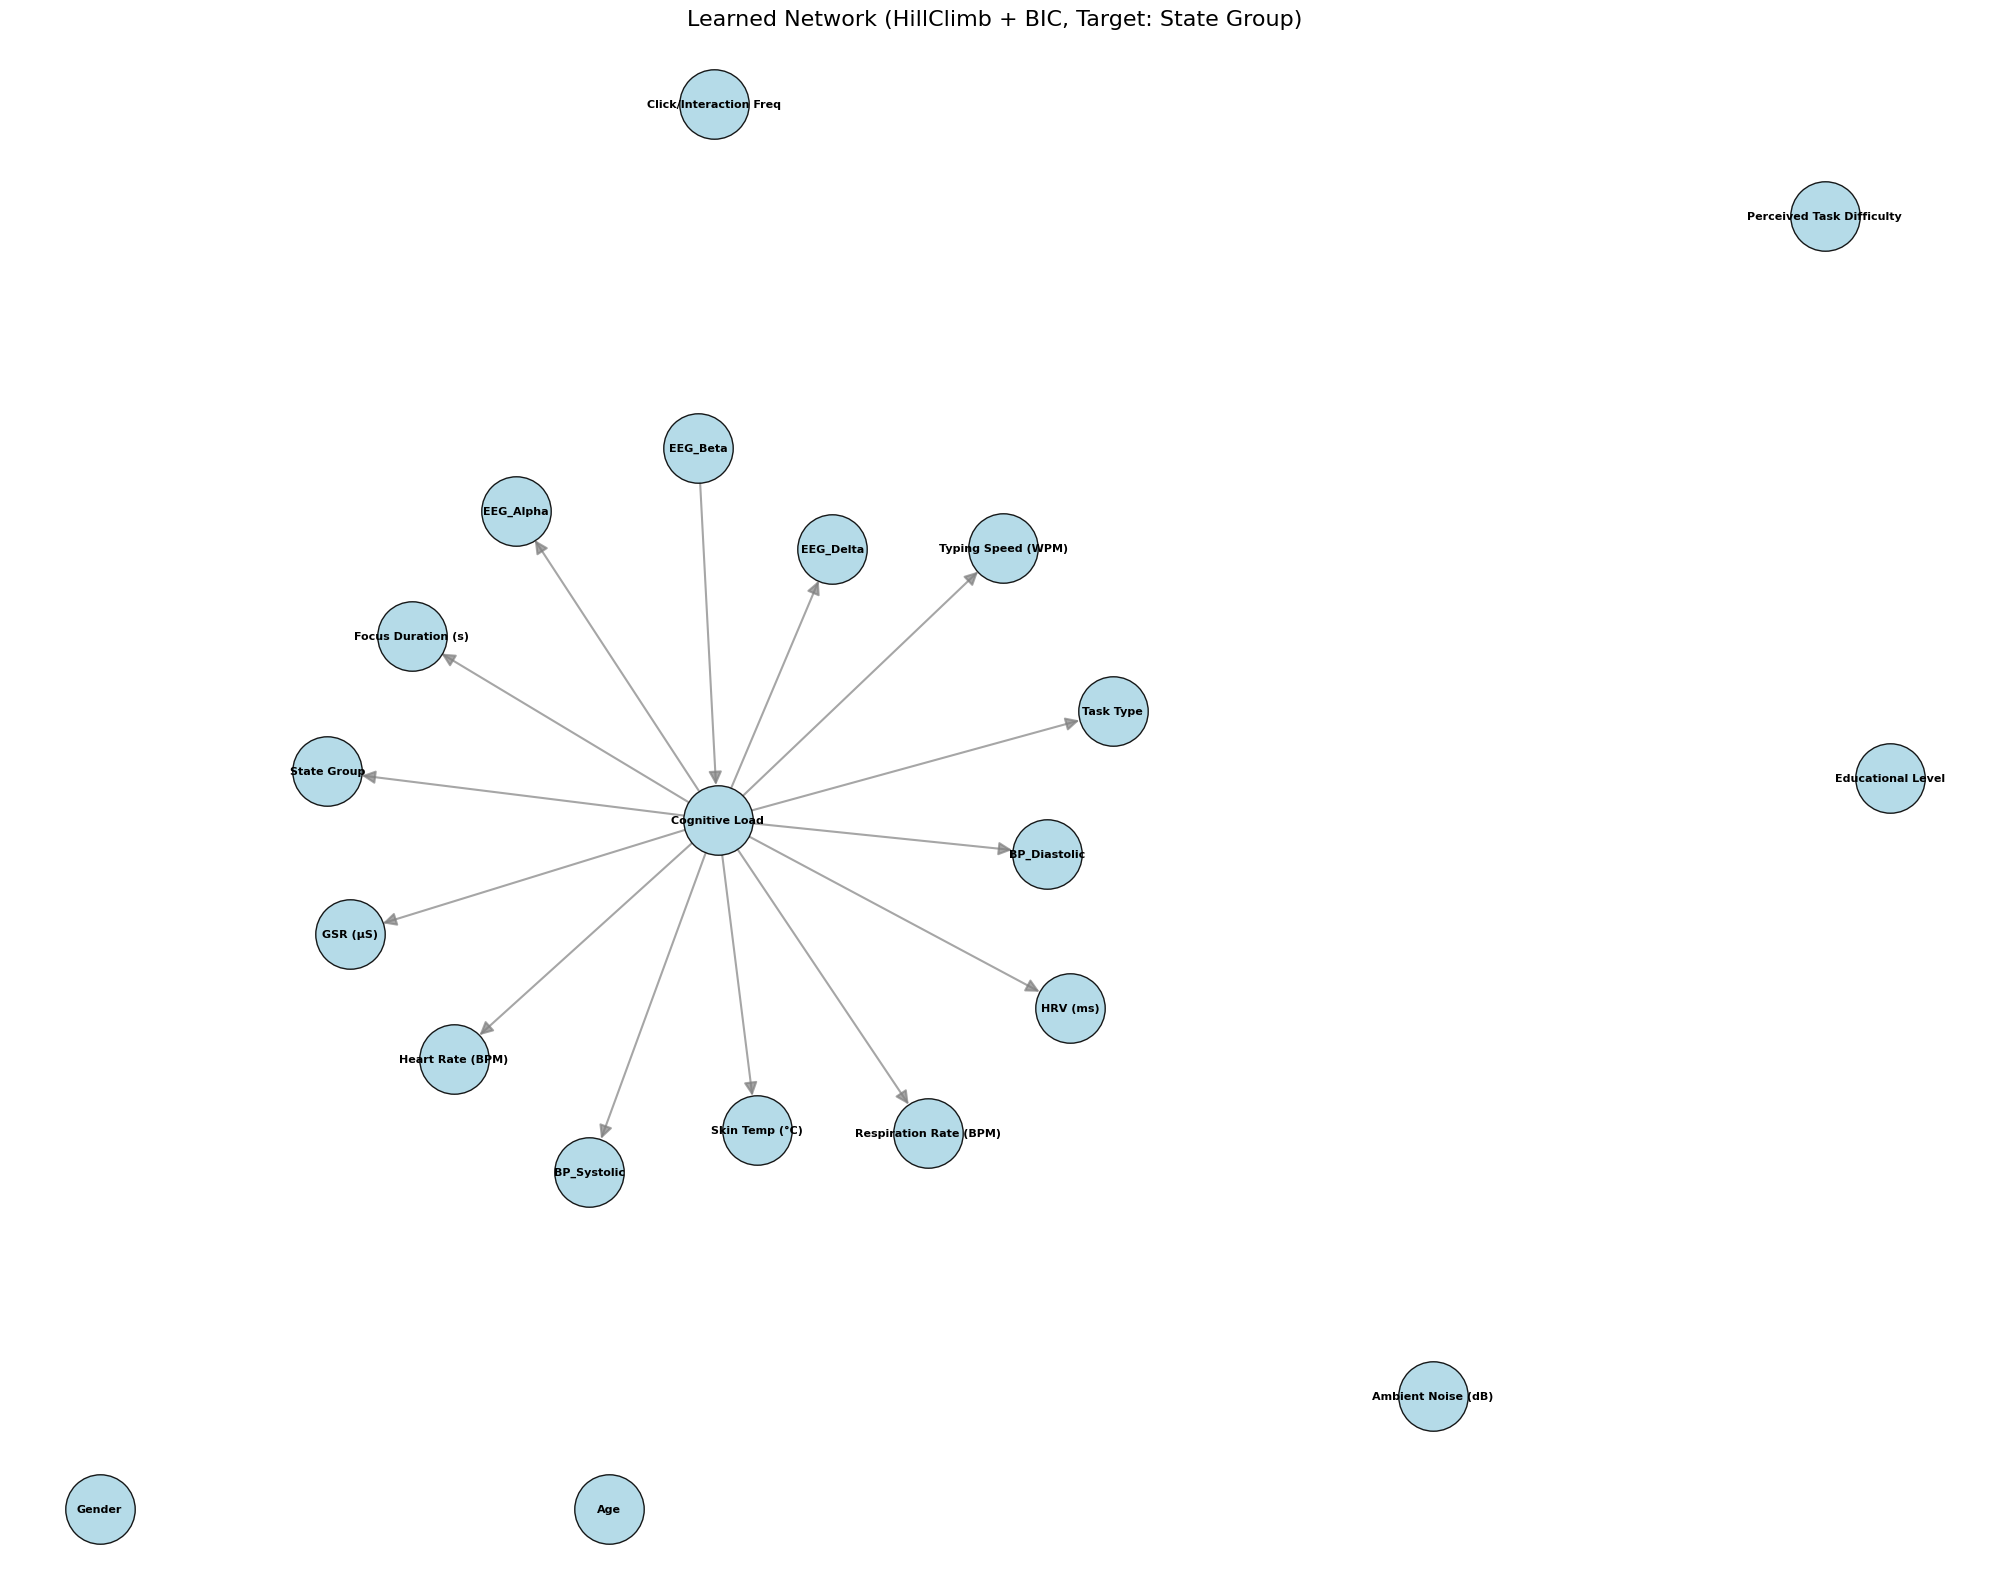 Learned Network (HillClimb + BIC, Target: State Group)
Click/Interaction Freq
Perceived Task Difficulty
EEG_Beta
EEG_Alpha
EEG_Delta
Typing Speed (WPM)
Focus Duration (s)
Task Type
State Group
Educational Level
Cognitive Load
BP_Diastolic
GSR (µS)
HRV (ms)
Heart Rate (BPM)
Skin Temp (°C)
Respiration Rate (BPM)
BP_Systolic
Ambient Noise (dB)
Gender
Age